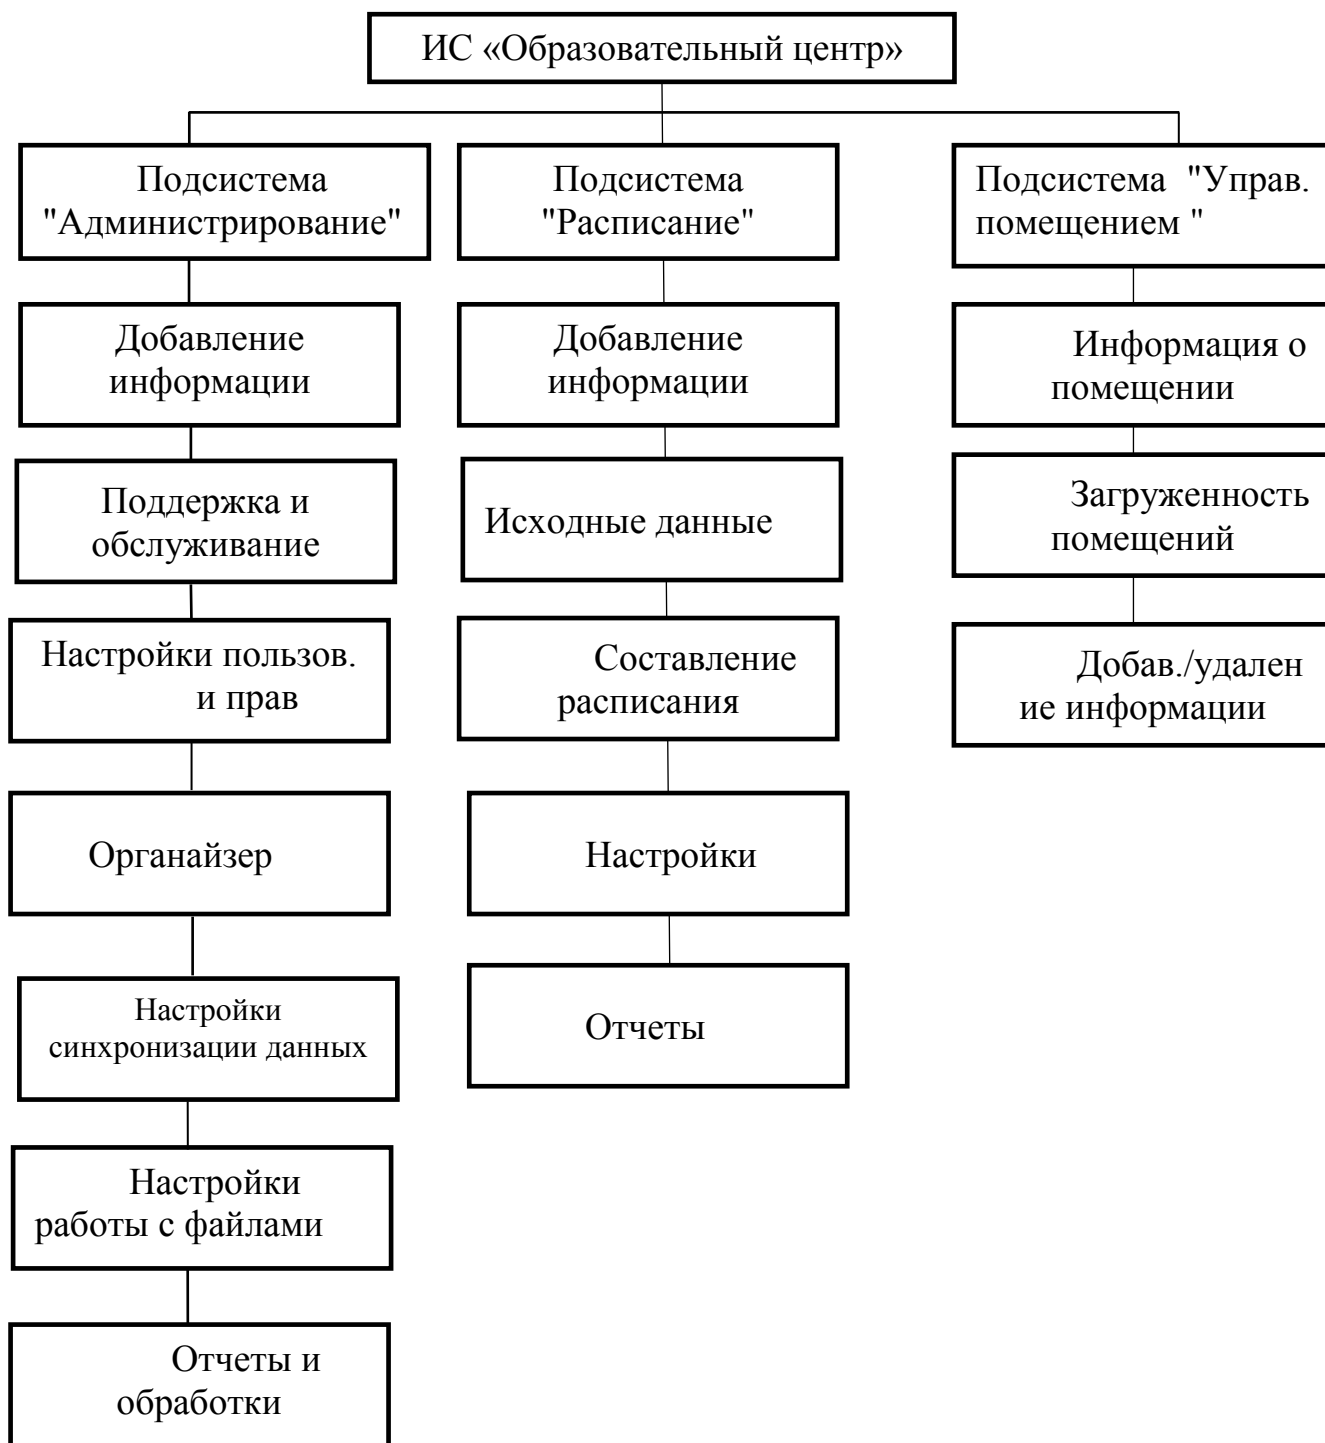 ИС «Образовательный центр»
Подсистема
"Администрирование"
Подсистема
"Расписание"
Подсистема "Управ.
помещением "
Добавление
информации
Добавление
информации
Информация о
помещении
Поддержка и
обслуживание
Исходные данные
Загруженность
помещений
Настройки пользов.
и прав
Составление
расписания
Добав./удален
ие информации
Органайзер
Настройки
Настройки
синхронизации данных
Отчеты
Настройки
работы с файлами
Отчеты и
обработки